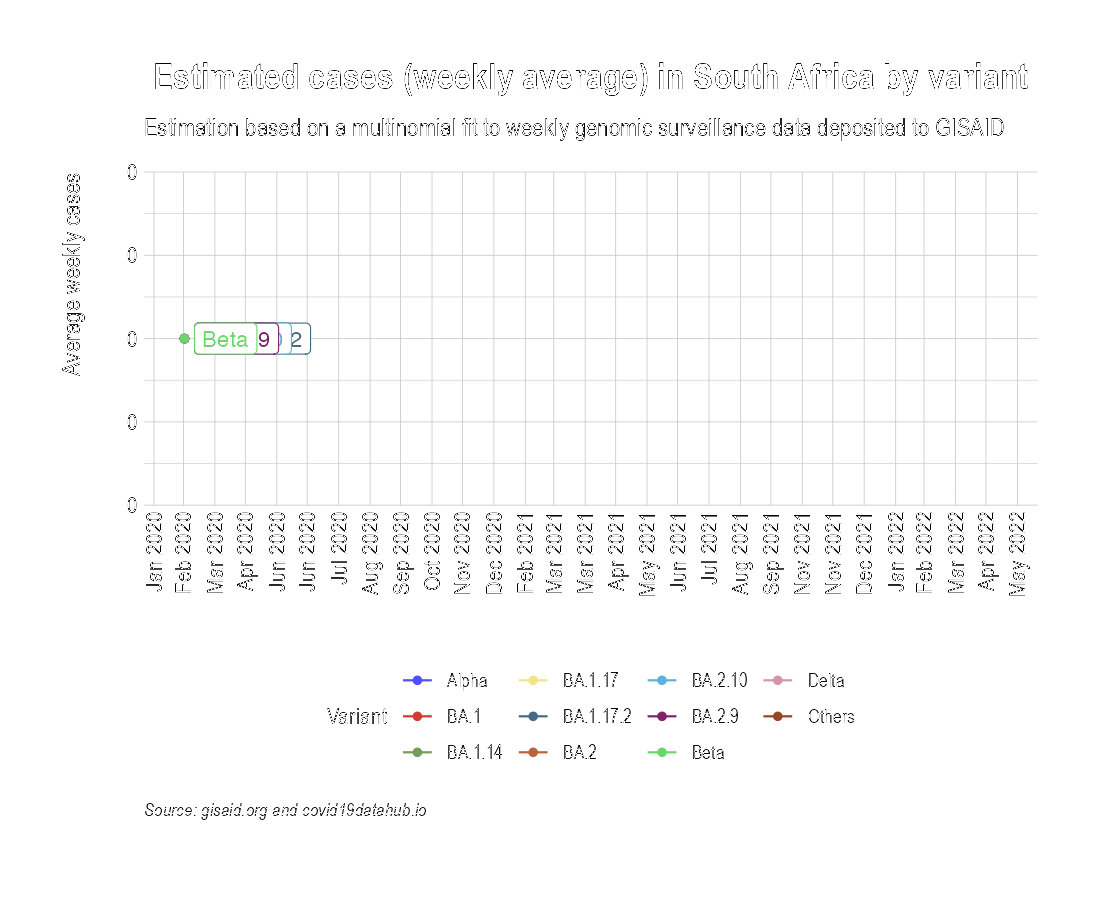 Estimated cases (weekly average) in South Africa by variant
Estimation based on a multinomial fit to weekly genomic surveillance data deposited to GISAID
Average weekly cases
0
0
0
0
0
Beta 9 2
Jan 2020 Feb 2020 Mar 2020 Apr 2020 Jun 2020 Jun 2020 Jul 2020 Aug 2020 Sep 2020 Oct 2020 Nov 2020 Dec 2020 Feb 2021 Mar 2021 Mar 2021 Apr 2021 May 2021 Jun 2021 Jul 2021 Aug 2021 Sep 2021 Nov 2021 Nov 2021 Dec 2021 Jan 2022 Feb 2022 Mar 2022 Apr 2022 May 2022
Alpha BA.1.17 BA.2.10 Delta
Variant BA.1 BA.1.17.2 BA.2.9 Others
BA.1.14 BA.2 Beta
Source: gisaid.org and covid19datahub.io